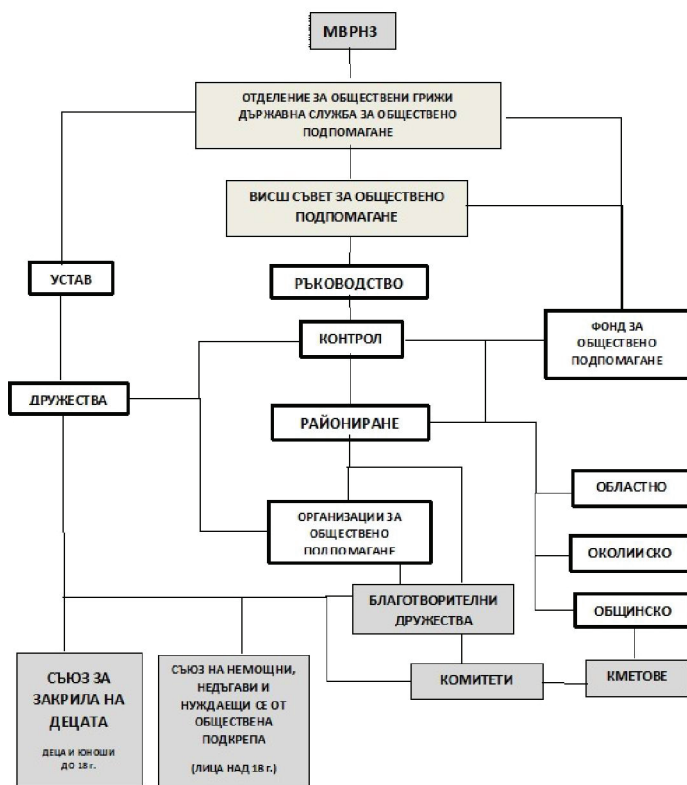 МВРНЗ
ОТДЕЛЕНИЕ ЗА ОБЩЕСТВЕНИ ГРИЖИ
ДЪРЖАВНА СЛУЖБА ЗА ОБЩЕСТВЕНО
ПОДПОМАГАНЕ
ВИСШ СЪВЕТ ЗА ОБЩЕСТВЕНО
ПОДПОМАГАНЕ
УСТАВ
РЪКОВОДСТВО
КОНТРОЛ
ФОНД ЗА
ОБЩЕСТВЕНО
ПОДПОМАГАНЕ
ДРУЖЕСТВА
РАЙОНИРАНЕ
ОБЛАСТНО
ОРГАНИЗАЦИИ ЗА
ОБЩЕСТВЕНО
ПОДПОМАГАНЕ
ОКОЛИИСКО
БЛАГОТВОРИТЕЛНИ
ДРУЖЕСТВА
ОБЩИНСКО
СЪЮЗ ЗА
ЗАКРИЛА НА
ДЕЦАТА
ДЕЦА И ЮНОШИ
ДО 18 г.
СЪЮЗ НА НЕМОЩНИ,
НЕДЪГАВИ И
НУЖДАЕЩИ СЕ ОТ
ОБЩЕСТВЕНА
ПОДКРЕПА
(ЛИЦА НАД 18 г.)
КОМИТЕТИ
КМЕТОВЕ